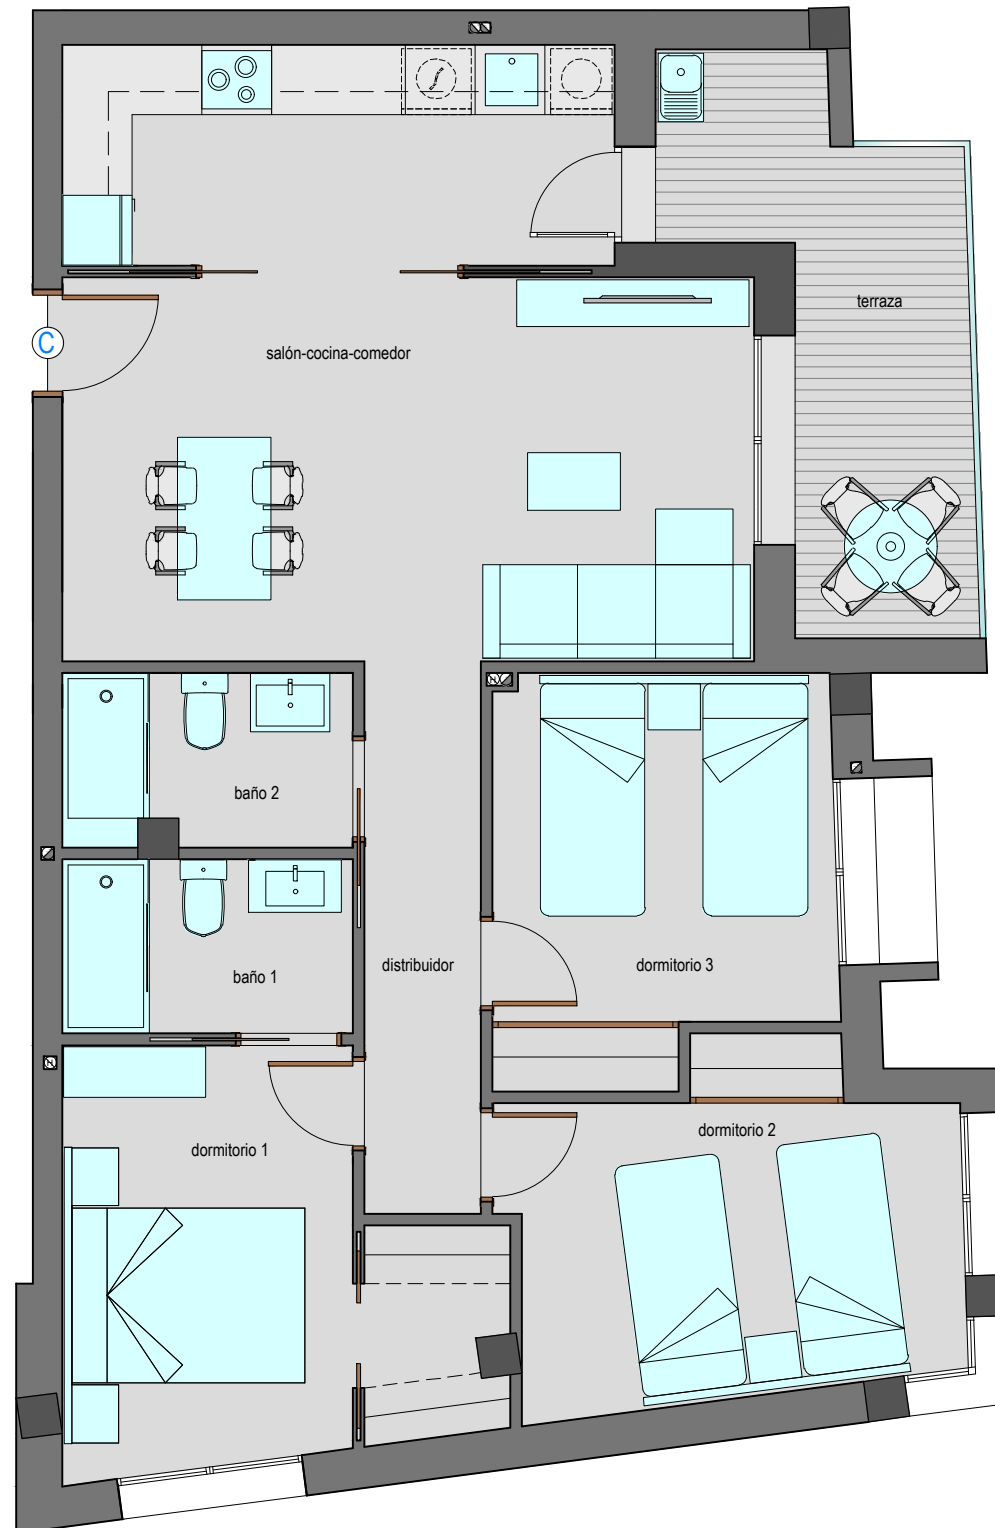 terraza
C
salón-cocina-comedor
baño 2
baño 1
distribuidor
dormitorio 3
dormitorio 2
dormitorio 1